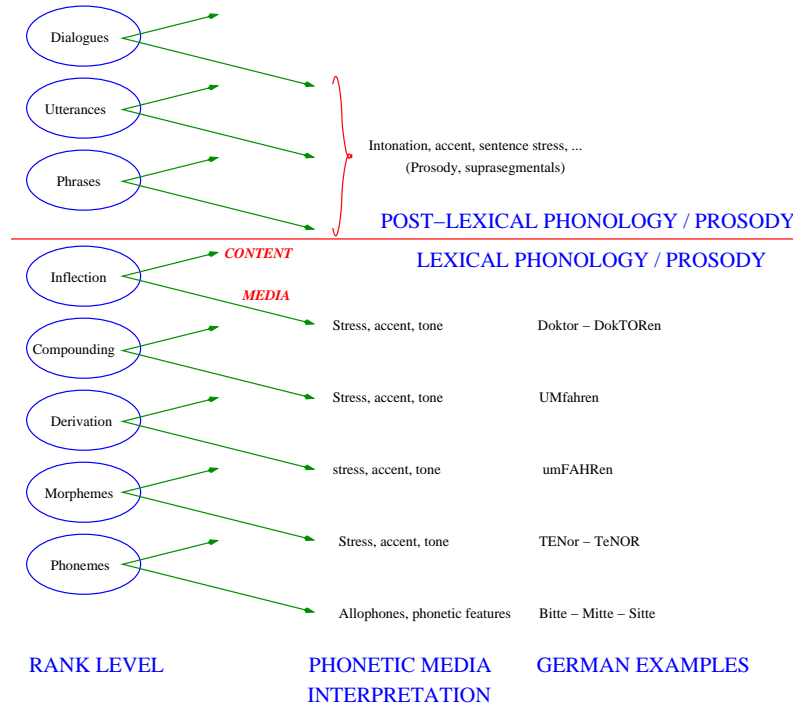 Dialogues
Utterances
Intonation, accent, sentence stress, ...
(Prosody, suprasegmentals)
Phrases
POST−LEXICAL PHONOLOGY / PROSODY
CONTENT
LEXICAL PHONOLOGY / PROSODY
Inflection
MEDIA
Stress, accent, tone
Doktor − DokTORen
Compounding
Stress, accent, tone
UMfahren
Derivation
stress, accent, tone
umFAHRen
Morphemes
Stress, accent, tone
TENor − TeNOR
Phonemes
Allophones, phonetic features
Bitte − Mitte − Sitte
RANK LEVEL
PHONETIC MEDIA
INTERPRETATION
GERMAN EXAMPLES